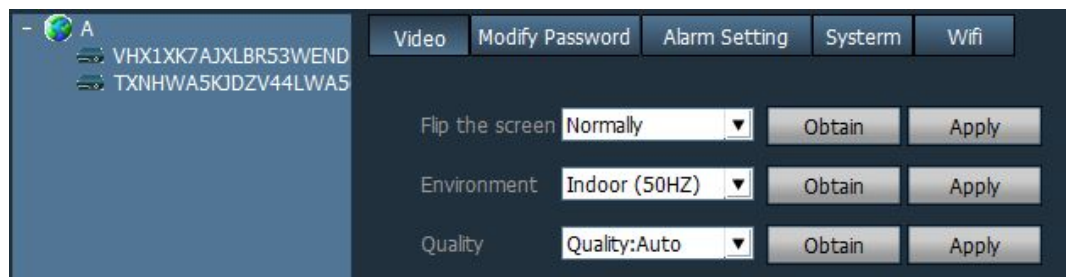 - A
VHX1XK7AJXLBR53WEND
TXNHWA5KJDZV44LWA5
Video Modify Password Alarm Setting Systerm Wifi
Flip the screen Normally Obtain Apply
Environment Indoor (50HZ) Obtain Apply
Quality Quality:Auto Obtain Apply